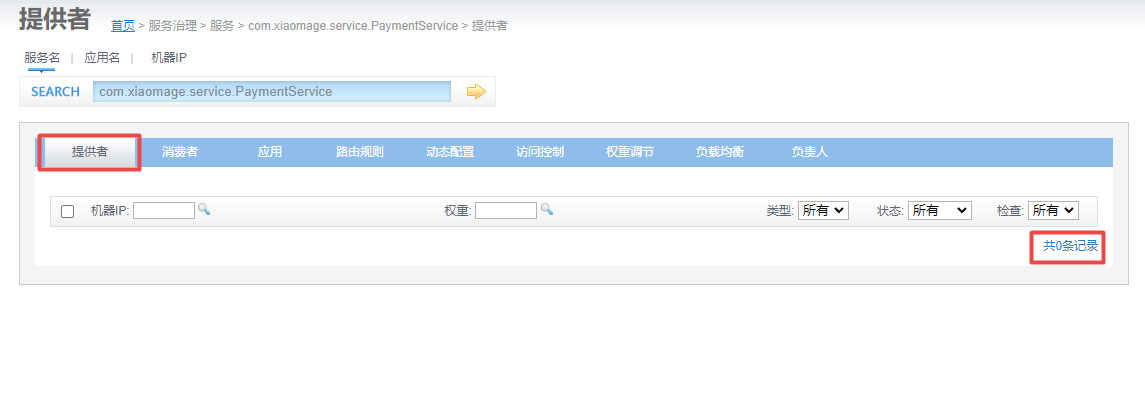 提供者 首页 > 服务治理 > 服务 > com.xiaomage.service.PaymentService > 提供者
服务名 | 应用名 | 机器IP
SEARCH com.xiaomage.service.PaymentService
提供者 消费者 应用 路由规则 动态配置 访问控制 权重调节 负载均衡 负责人
机器IP: 权重: 类型: 所有 状态: 所有 检查: 所有
共0条记录